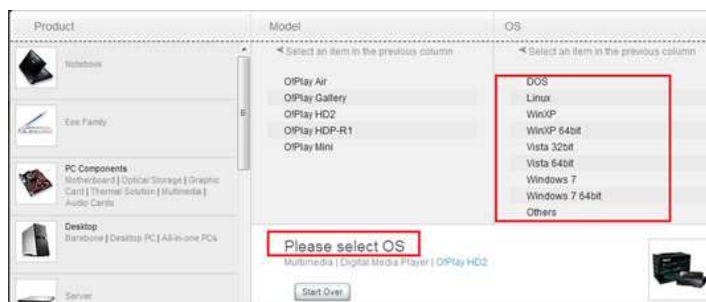 Product
Model
OS
Notebook
Eee Family
PC Components
Motherboard | Optical Storage | Graphic
Card | Thermal Solution | Multimedia |
Audio Cards
Desktop
Barebone | Desktop PC | All-in-one PCs
Server
Select an item in the previous column
O!Play Air
O!Play Gallery
O!Play HD2
O!Play HDP-R1
O!Play Mini
Select an item in the previous column
DOS
Linux
WinXP
WinXP 64bit
Vista 32bit
Vista 64bit
Windows 7
Windows 7 64bit
Others
Please select OS
Multimedia | Digital Media Player | O!Play HD2
Start Over